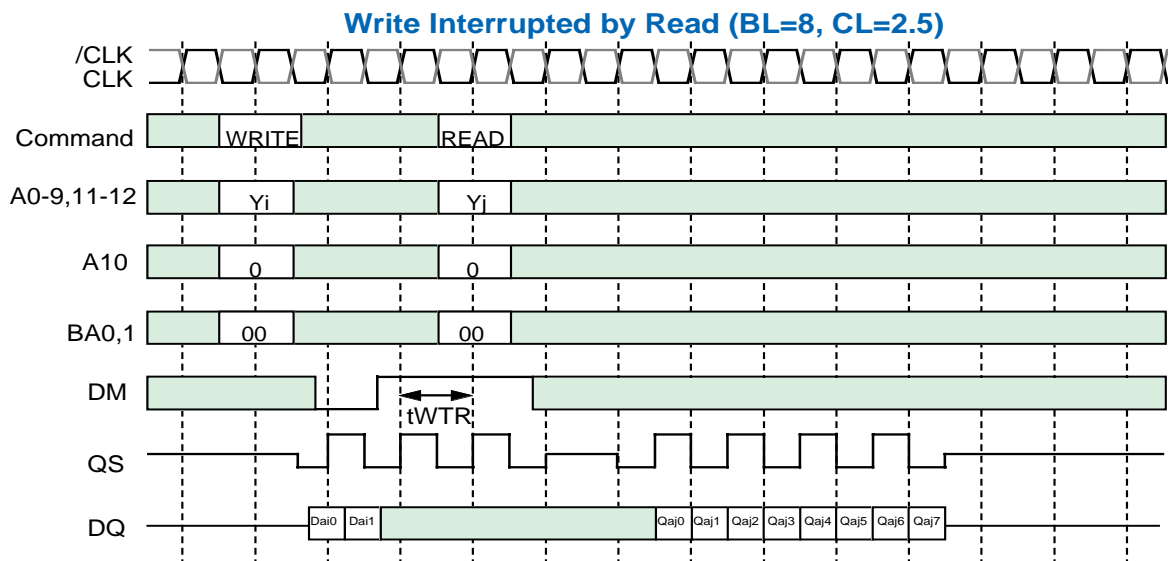 Write Interrupted by Read (BL=8, CL=2.5)
/CLK
CLK
Command WRITE READ
A0-9,11-12 Yi Yj
A10 0 0
BA0,1 00 00
DM
tWTR
QS
DQ Dai0 Dai1 Qaj0 Qaj1 Qaj2 Qaj3 Qaj4 Qaj5 Qaj6 Qaj7